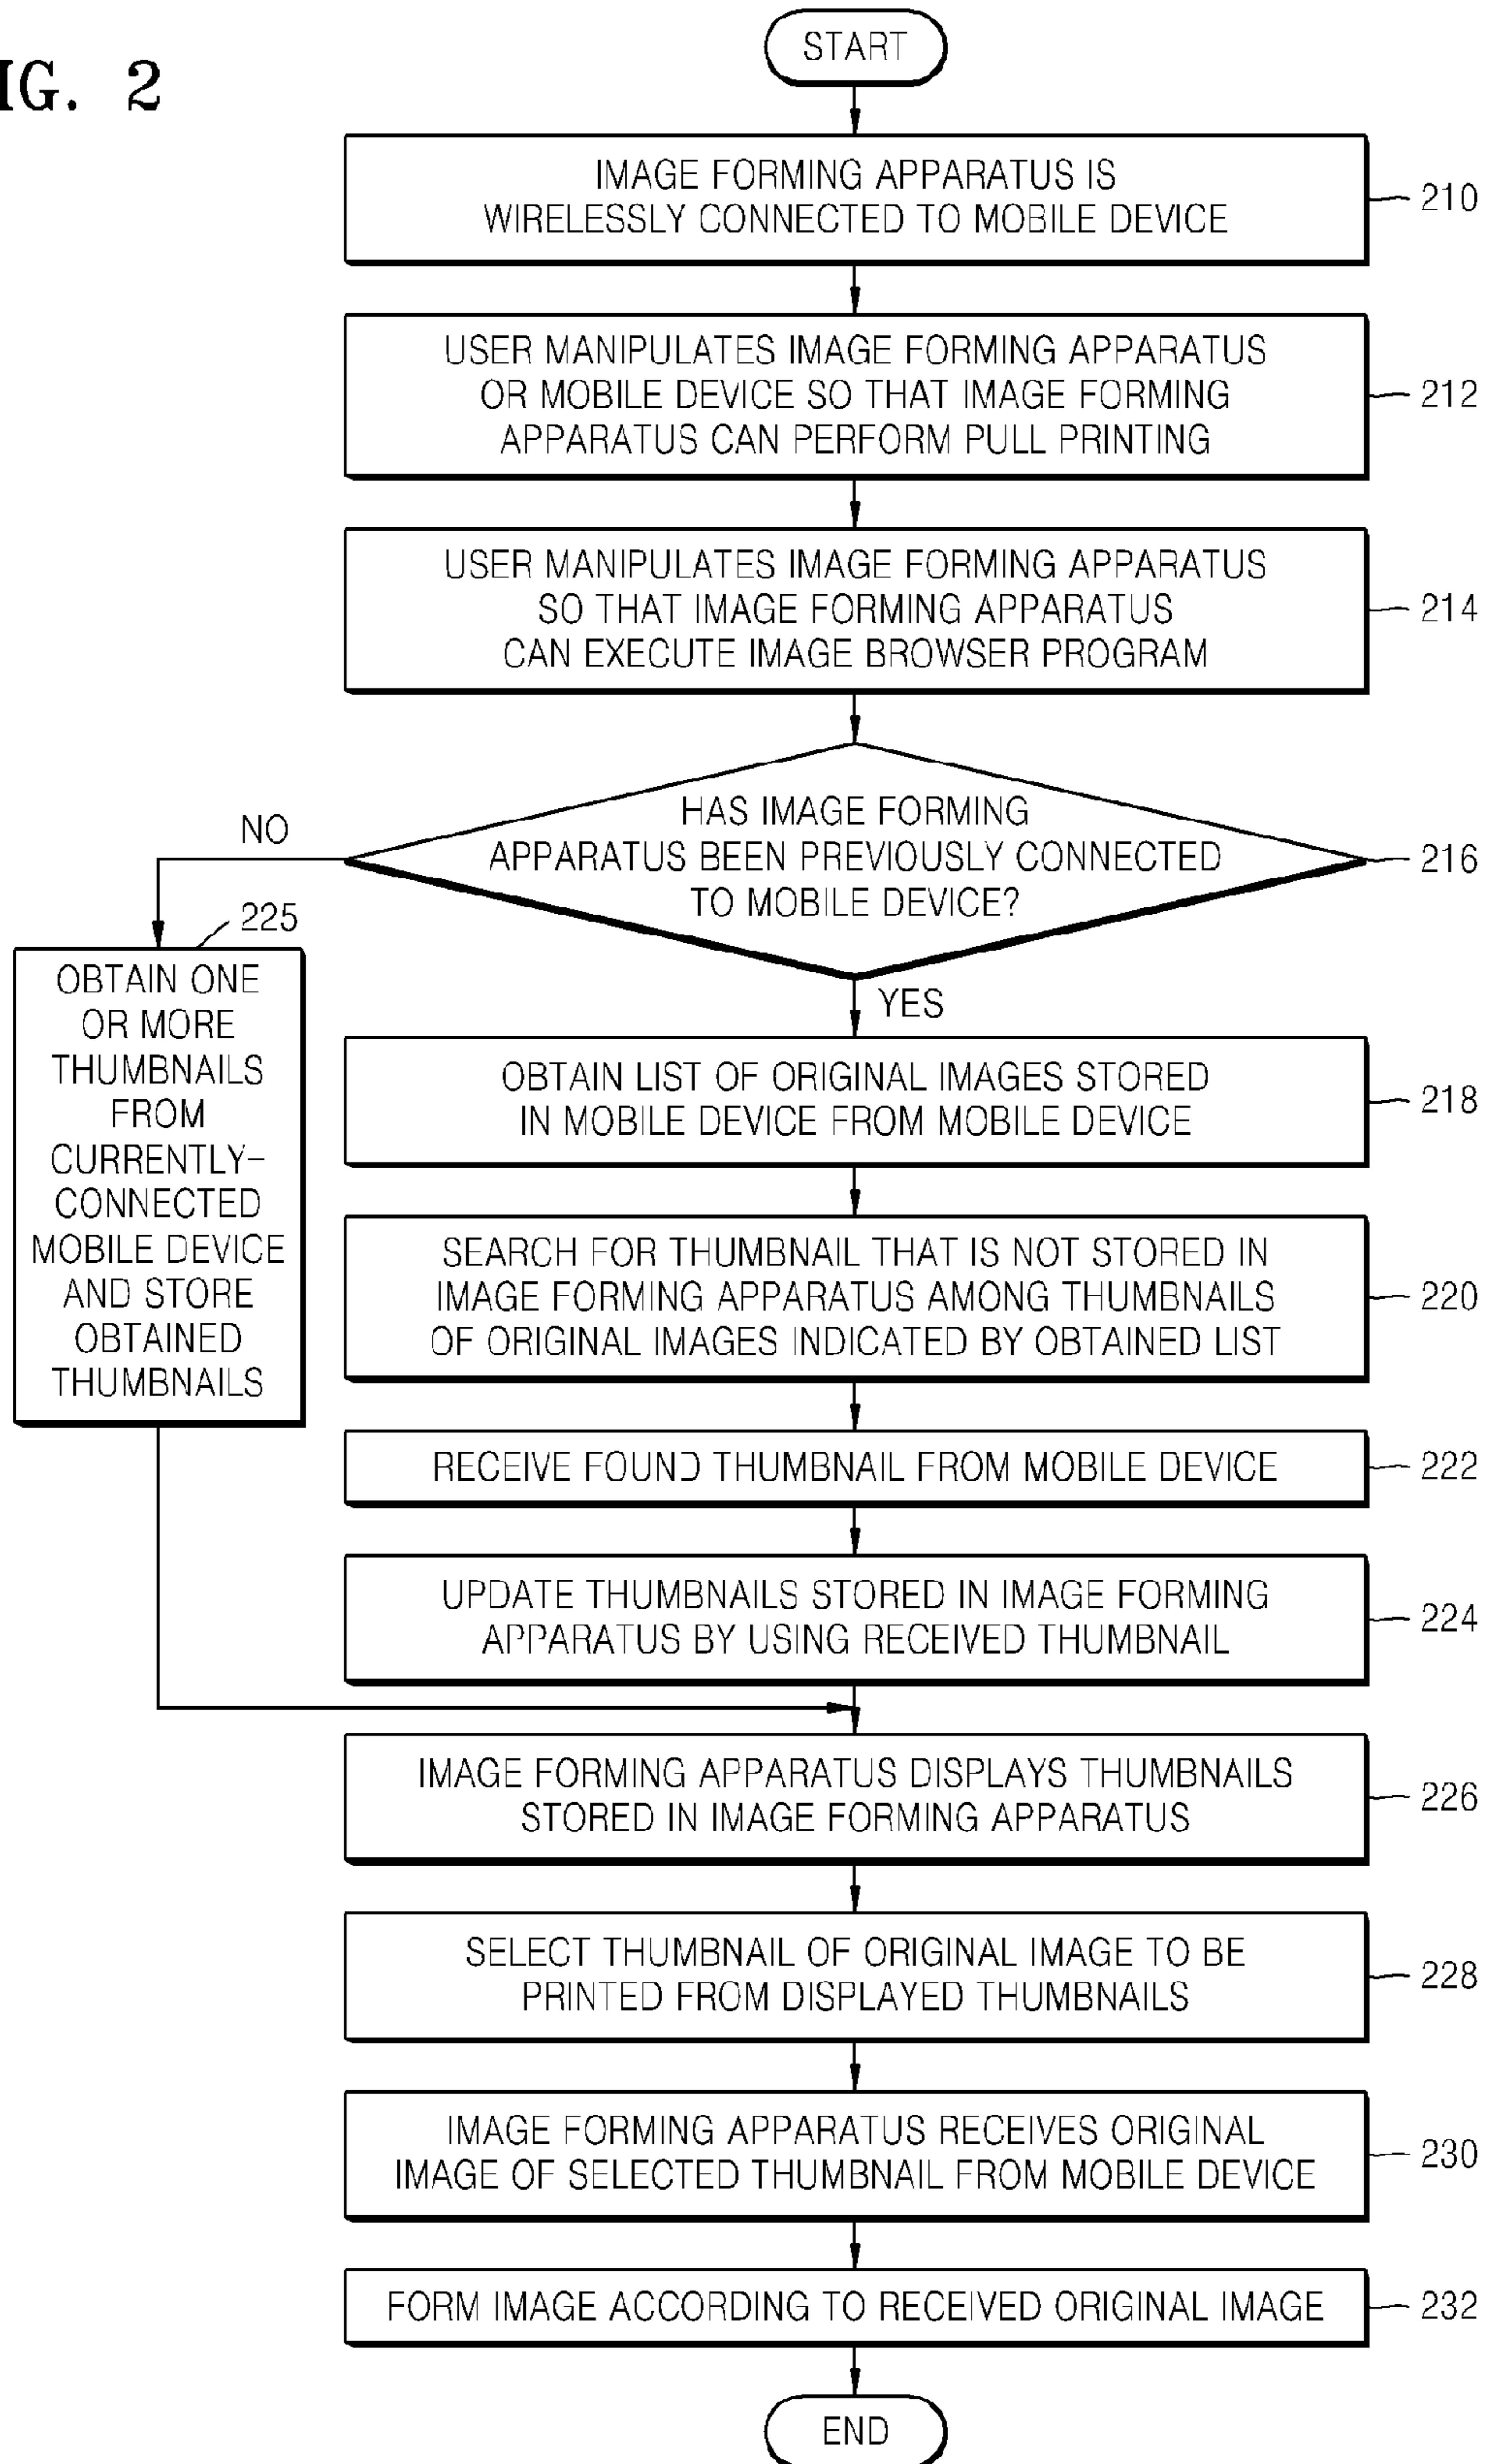 IG. 2
START
IMAGE FORMING APPARATUS IS
WIRELESSLY CONNECTED TO MOBILE DEVICE
210
USER MANIPULATES IMAGE FORMING APPARATUS
OR MOBILE DEVICE SO THAT IMAGE FORMING
APPARATUS CAN PERFORM PULL PRINTING
212
USER MANIPULATES IMAGE FORMING APPARATUS
SO THAT IMAGE FORMING APPARATUS
CAN EXECUTE IMAGE BROWSER PROGRAM
214
HAS IMAGE FORMING
APPARATUS BEEN PREVIOUSLY CONNECTED
TO MOBILE DEVICE?
216
NO
225
OBTAIN ONE
OR MORE
THUMBNAILS
FROM
CURRENTLY-
CONNECTED
MOBILE DEVICE
AND STORE
OBTAINED
THUMBNAILS
YES
OBTAIN LIST OF ORIGINAL IMAGES STORED
IN MOBILE DEVICE FROM MOBILE DEVICE
218
SEARCH FOR THUMBNAIL THAT IS NOT STORED IN
IMAGE FORMING APPARATUS AMONG THUMBNAILS
OF ORIGINAL IMAGES INDICATED BY OBTAINED LIST
220
RECEIVE FOUND THUMBNAIL FROM MOBILE DEVICE
222
UPDATE THUMBNAILS STORED IN IMAGE FORMING
APPARATUS BY USING RECEIVED THUMBNAIL
224
IMAGE FORMING APPARATUS DISPLAYS THUMBNAILS
STORED IN IMAGE FORMING APPARATUS
226
SELECT THUMBNAIL OF ORIGINAL IMAGE TO BE
PRINTED FROM DISPLAYED THUMBNAILS
228
IMAGE FORMING APPARATUS RECEIVES ORIGINAL
IMAGE OF SELECTED THUMBNAIL FROM MOBILE DEVICE
230
FORM IMAGE ACCORDING TO RECEIVED ORIGINAL IMAGE
232
END